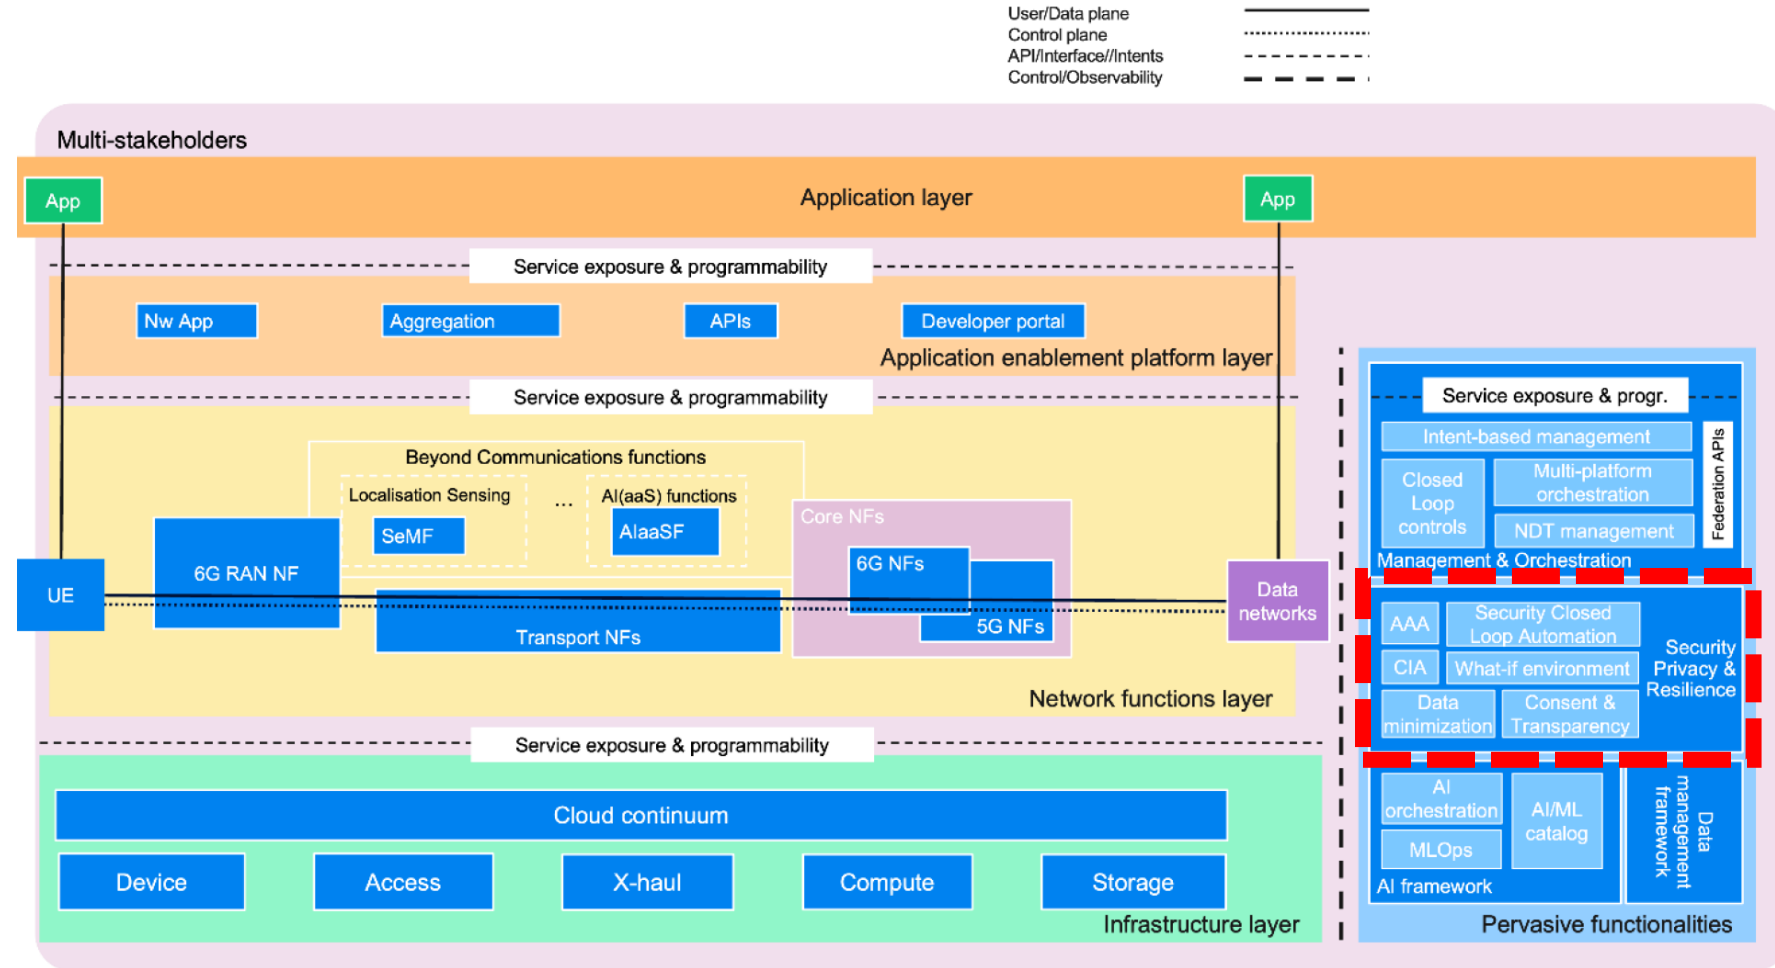 User/Data plane
Control plane
API/Interface//Intents
Control/Observability
Multi-stakeholders
App
Application layer
App
Service exposure & programmability
Nw App
Aggregation
APIs
Developer portal
Application enablement platform layer
Service exposure & programmability
Beyond Communications functions
Localisation Sensing
...
AI(aaS) functions
SeMF
AIaaSF
Core NFs
6G RAN NF
6G NFs
UE
Data
networks
Transport NFs
5G NFs
Network functions layer
Service exposure & programmability
Cloud continuum
Device
Access
X-haul
Compute
Storage
Infrastructure layer
Service exposure & progr.
Intent-based management
Closed
Loop
controls
Multi-platform
orchestration
NDT management
Federation APIs
Management & Orchestration
AAA
Security Closed
Loop Automation
CIA
What-if environment
Data
minimization
Consent &
Transparency
Security
Privacy &
Resilience
AI
orchestration
AI/ML
catalog
MLOps
AI framework
Data
management
framework
Pervasive functionalities